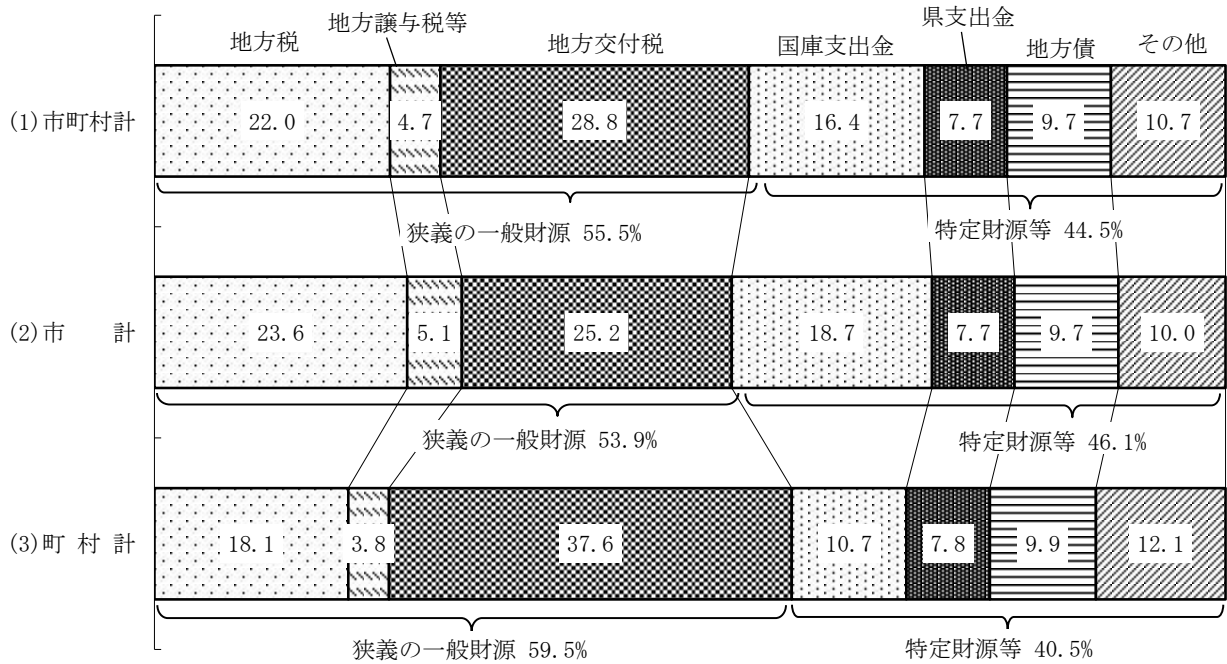 地方税 地方譲与税等 地方交付税 国庫支出金 県支出金 地方債 その他
(1)市町村計 22.0 4.7 28.8 16.4 7.7 9.7 10.7
狭義の一般財源 55.5% 特定財源等 44.5%
(2)市　　計 23.6 5.1 25.2 18.7 7.7 9.7 10.0
狭義の一般財源 53.9% 特定財源等 46.1%
(3)町 村 計 18.1 3.8 37.6 10.7 7.8 9.9 12.1
狭義の一般財源 59.5% 特定財源等 40.5%